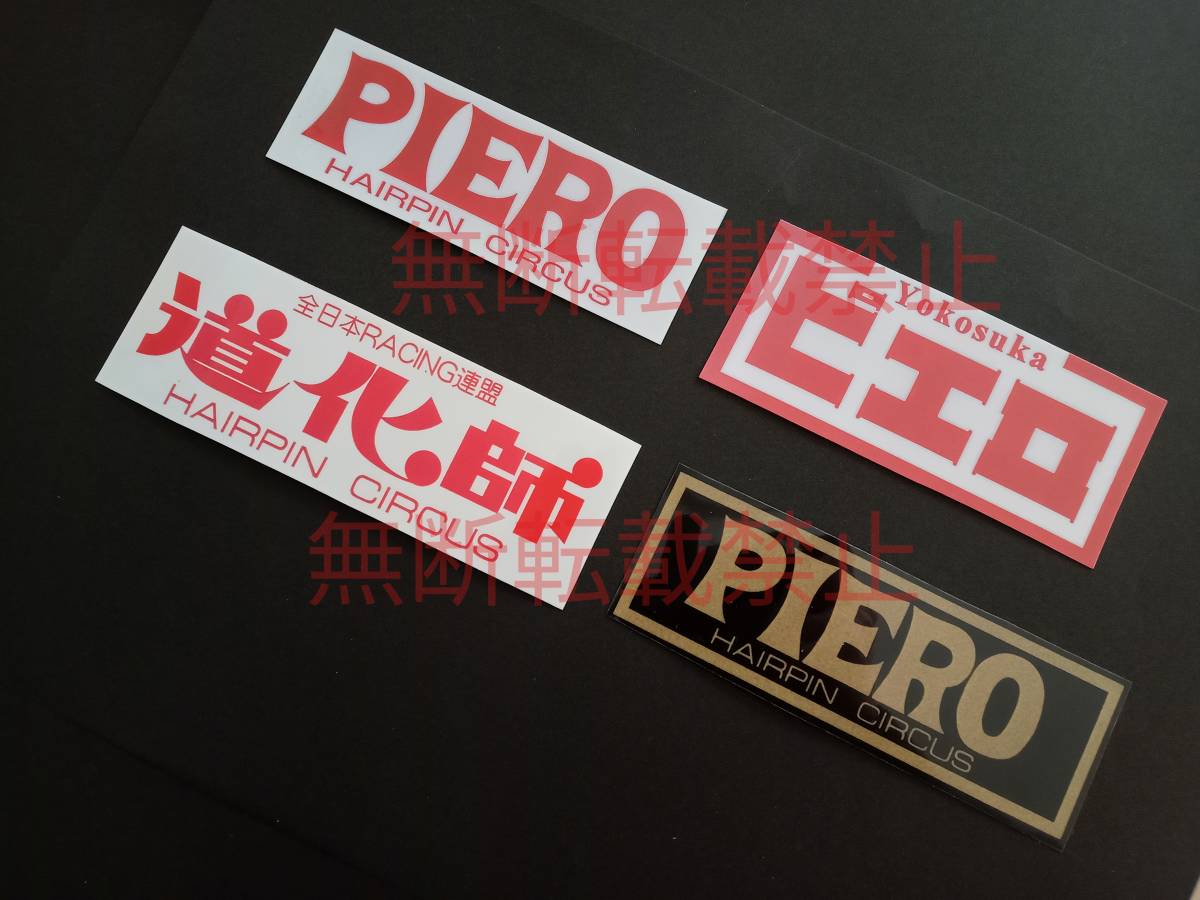 PIERO
HAIRPIN CIRCUS
Yokosuka
ピエロ
全日本RACING連盟
道化師
HAIRPIN CIRCUS
PIERO
HAIRPIN CIRCUS
無断転載禁止
無断転載禁止